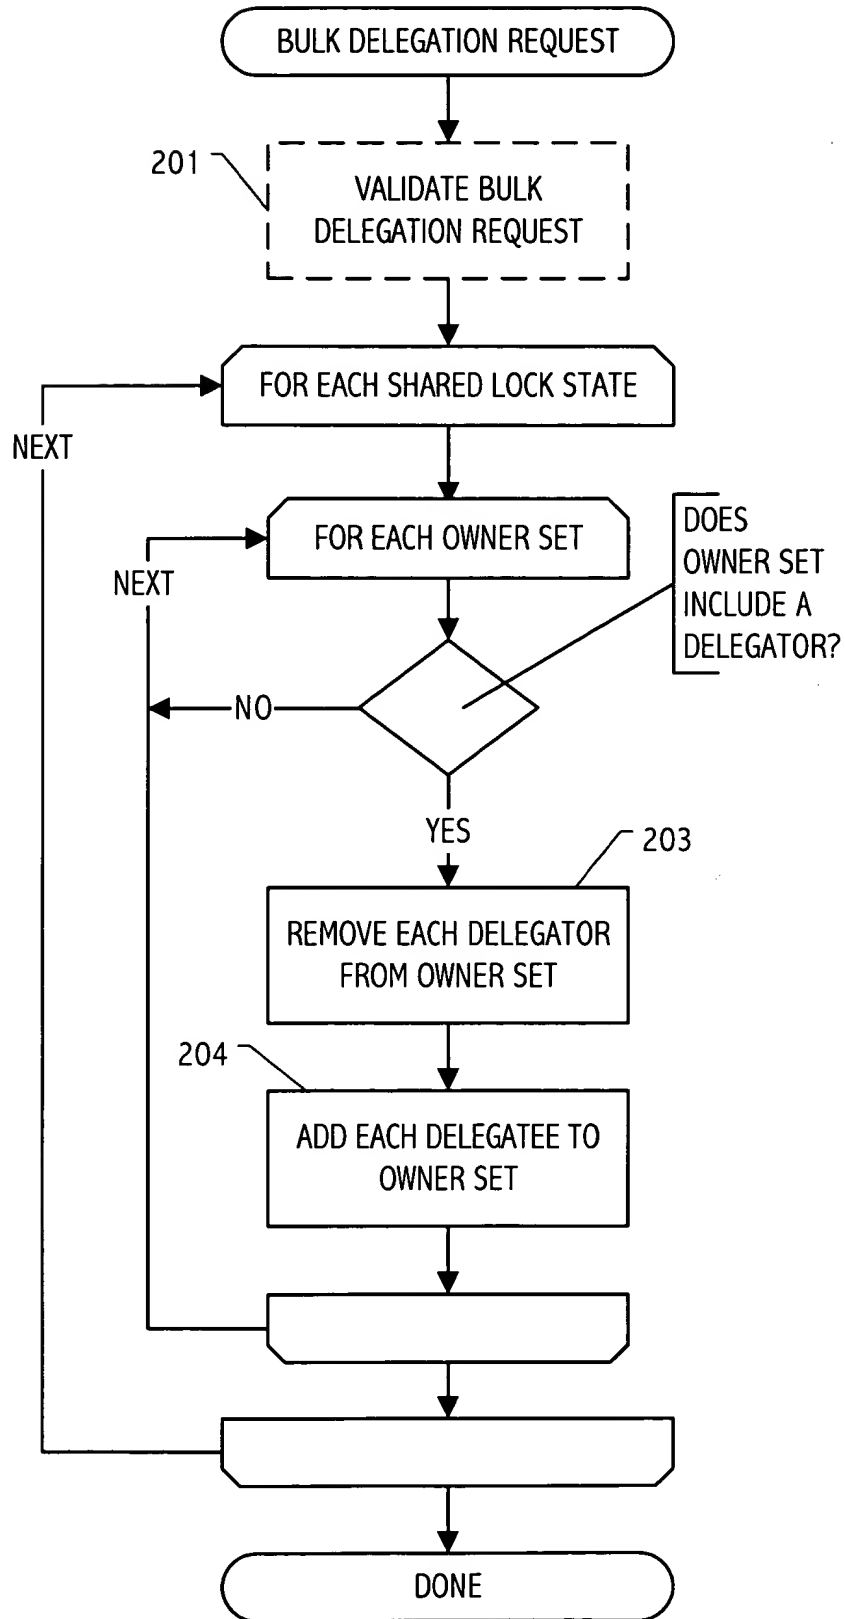 BULK DELEGATION REQUEST
201
VALIDATE BULK
DELEGATION REQUEST
FOR EACH SHARED LOCK STATE
NEXT
FOR EACH OWNER SET
NEXT
DOES
OWNER SET
INCLUDE A
DELEGATOR?
NO
YES
203
REMOVE EACH DELEGATOR
FROM OWNER SET
204
ADD EACH DELEGATEE TO
OWNER SET
DONE